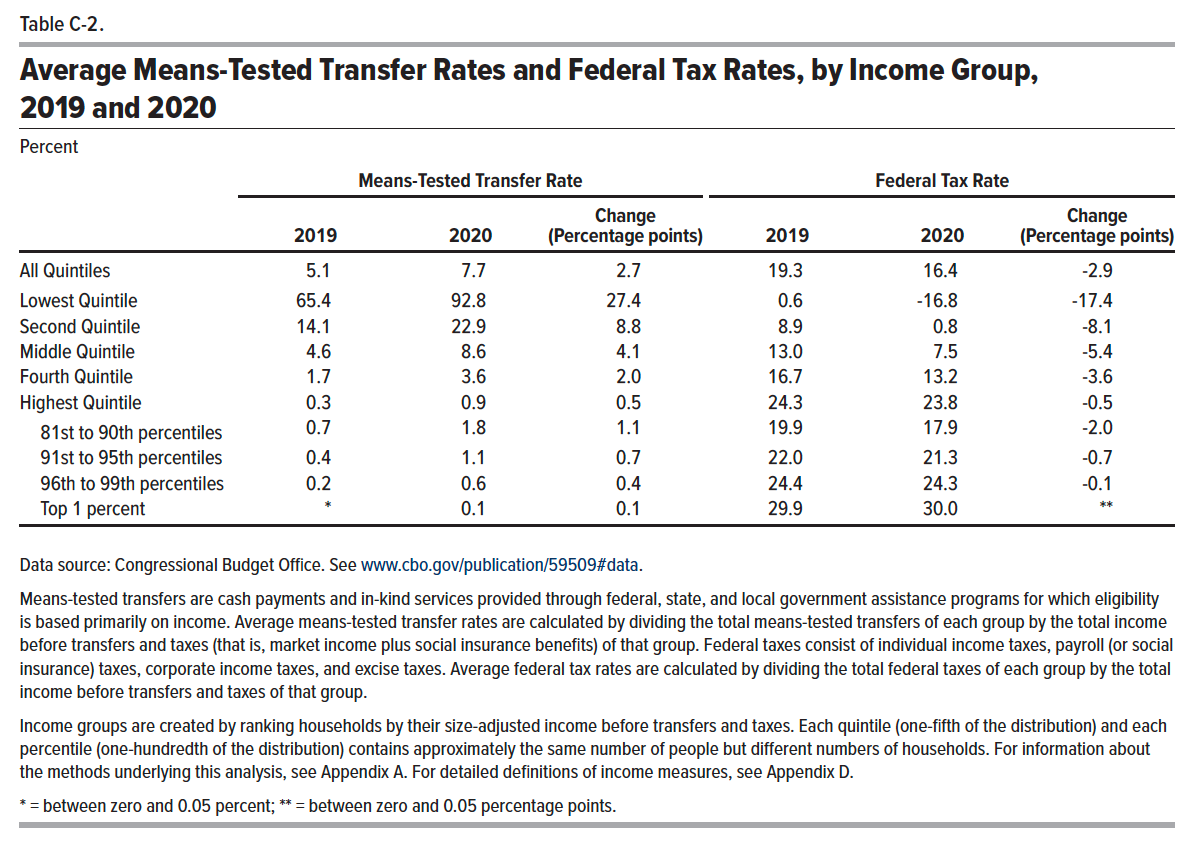 Table C-2.
Average Means-Tested Transfer Rates and Federal Tax Rates, by Income Group,
2019 and 2020
Percent
Means-Tested Transfer Rate Federal Tax Rate
Change Change
2019 2020 (Percentage points) 2019 2020 (Percentage points)
All Quintiles 5.1 7.7 2.7 19.3 16.4 -2.9
Lowest Quintile 65.4 92.8 27.4 0.6 -16.8 -17.4
Second Quintile 14.1 22.9 8.8 8.9 0.8 -8.1
Middle Quintile 4.6 8.6 4.1 13.0 7.5 -5.4
Fourth Quintile 1.7 3.6 2.0 16.7 13.2 -3.6
Highest Quintile 0.3 0.9 0.5 24.3 23.8 -0.5
81st to 90th percentiles 0.7 1.8 1.1 19.9 17.9 -2.0
91st to 95th percentiles 0.4 1.1 0.7 22.0 21.3 -0.7
96th to 99th percentiles 0.2 0.6 0.4 24.4 24.3 -0.1
Top 1 percent * 0.1 0.1 29.9 30.0 **
Data source: Congressional Budget Office. See www.cbo.gov/publication/59509#data.
Means-tested transfers are cash payments and in-kind services provided through federal, state, and local government assistance programs for which eligibility
is based primarily on income. Average means-tested transfer rates are calculated by dividing the total means-tested transfers of each group by the total income
before transfers and taxes (that is, market income plus social insurance benefits) of that group. Federal taxes consist of individual income taxes, payroll (or social
insurance) taxes, corporate income taxes, and excise taxes. Average federal tax rates are calculated by dividing the total federal taxes of each group by the total
income before transfers and taxes of that group.
Income groups are created by ranking households by their size-adjusted income before transfers and taxes. Each quintile (one-fifth of the distribution) and each
percentile (one-hundredth of the distribution) contains approximately the same number of people but different numbers of households. For information about
the methods underlying this analysis, see Appendix A. For detailed definitions of income measures, see Appendix D.
* = between zero and 0.05 percent; ** = between zero and 0.05 percentage points.